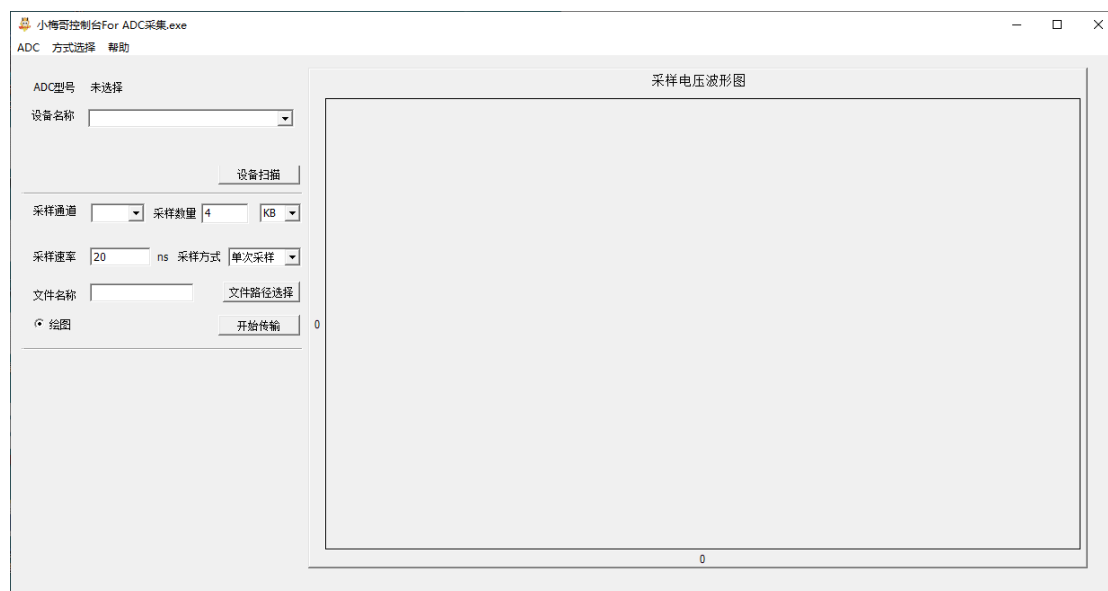 小梅哥控制台For ADC采集.exe
ADC 方式选择 帮助
ADC型号 未选择
设备名称
设备扫描
采样通道 采样数量 4 KB
采样速率 20 ns 采样方式 单次采样
文件名称 文件路径选择
绘图 开始传输
采样电压波形图
0
0